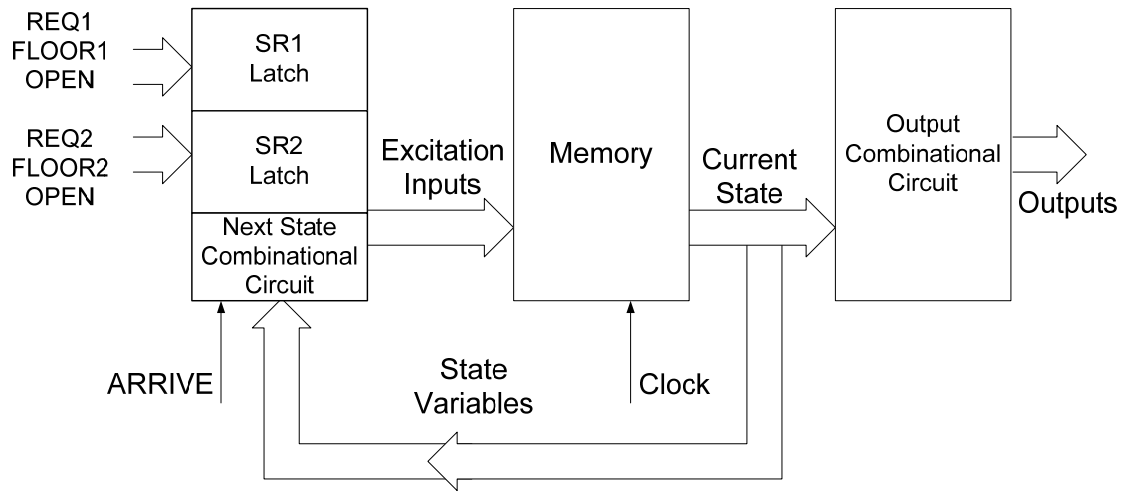 REQ1
FLOOR1
OPEN
SR1
Latch
REQ2
FLOOR2
OPEN
SR2
Latch
Next State
Combinational
Circuit
Excitation
Inputs
Memory
Current
State
Output
Combinational
Circuit
Outputs
ARRIVE
State
Variables
Clock